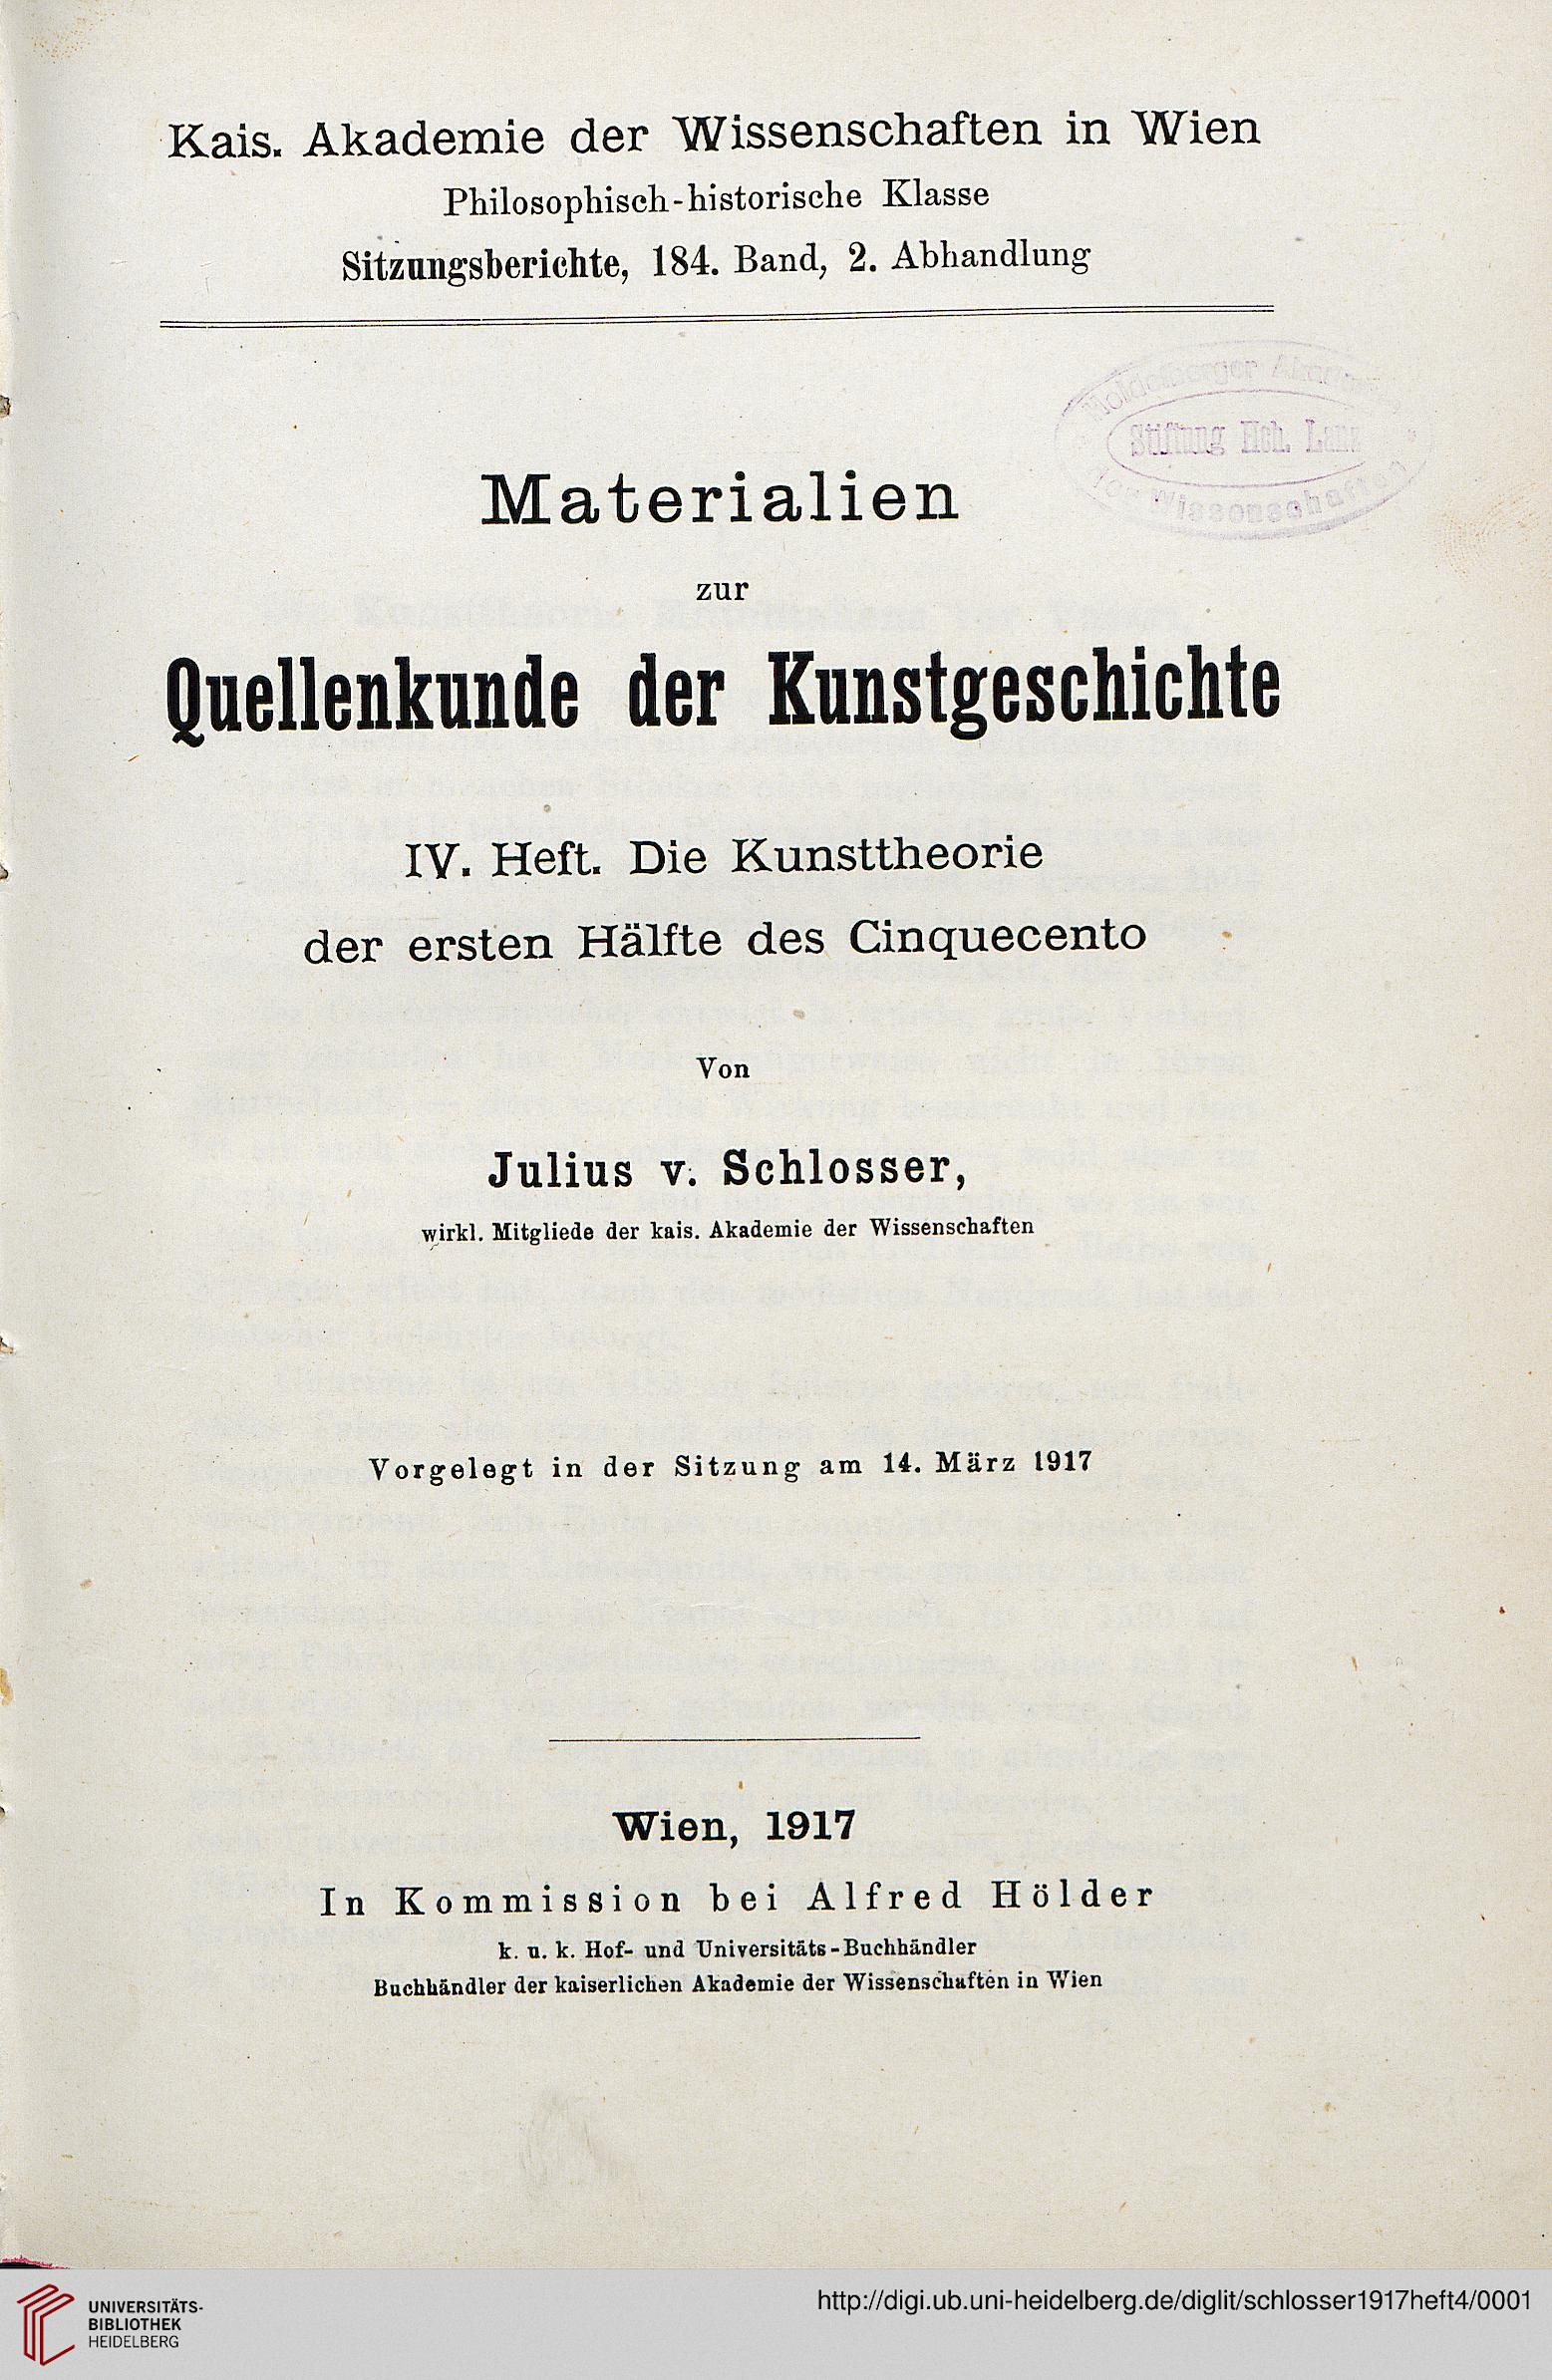 Kais. Akademie der Wissenschaften in Wien
Philosophisch-historische Klasse
Sitzungsberichte, 184. Band, 2. Abhandlung
Stiftung Hch. Lanz
Materialien
zur
Quellenkunde der Kunstgeschichte
IV. Heft. Die Kunsttheorie
der ersten Hälfte des Cinquecento
Von
Julius v. Schlosser,
wirkl. Mitgliede der kais. Akademie der Wissenschaften
Vorgelegt in der Sitzung am 14. März 1917
Wien, 1917
In Kommission bei Alfred Hölder
k. u. k. Hof- und Universitäts-Buchhändler
Buchhändler der kaiserlichen Akademie der Wissenschaften in Wien
UNIVERSITÄTS-
BIBLIOTHEK
HEIDELBERG
http://digi.ub.uni-heidelberg.de/diglit/schlosser1917heft4/0001